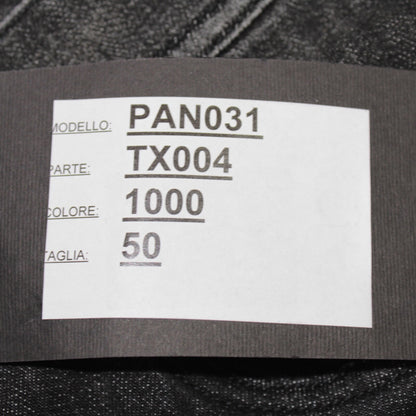 MODELLO: PAN031
PARTE: TX004
COLORE: 1000
TAGLIA: 50